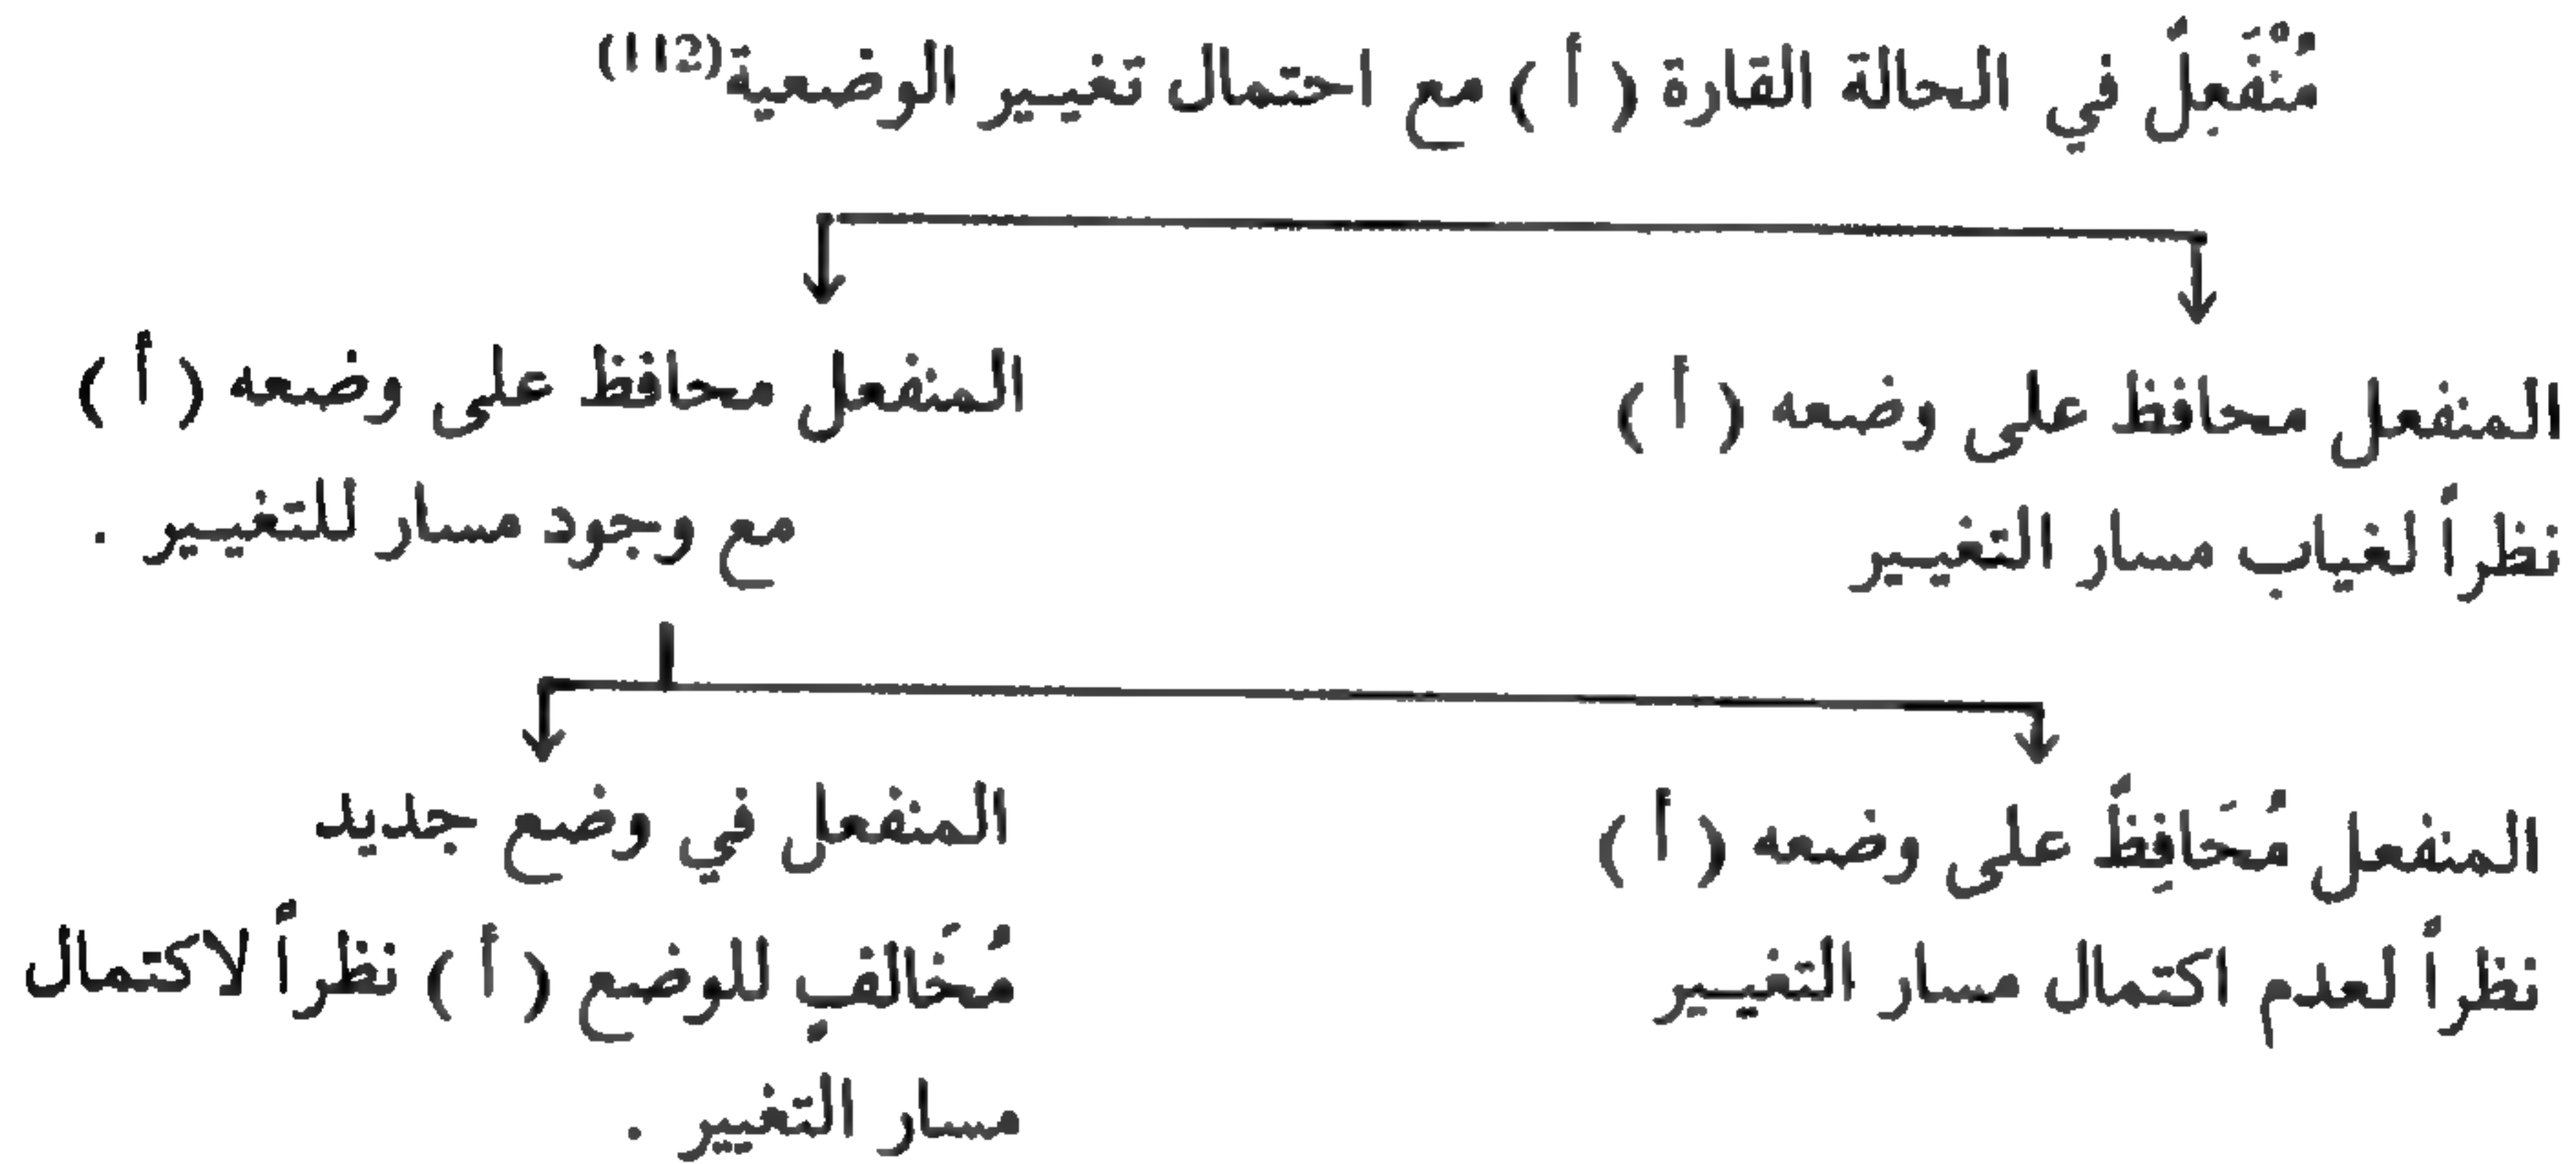 مُنْفَعِلٌ في الحالة القارة ( أ ) مع احتمال تغيير الوضعية(112)
المنفعل محافظ على وضعه ( أ )
نظراً لغياب مسار التغيير
المنفعل محافظ على وضعه ( أ )
مع وجود مسار للتغيير .
المنفعل مُحَافِظٌ على وضعه ( أ )
نظراً لعدم اكتمال مسار التغيير
المنفعل في وضع جديد
مُخَالفٍ للوضع ( أ ) نظراً لاكتمال
مسار التغيير .